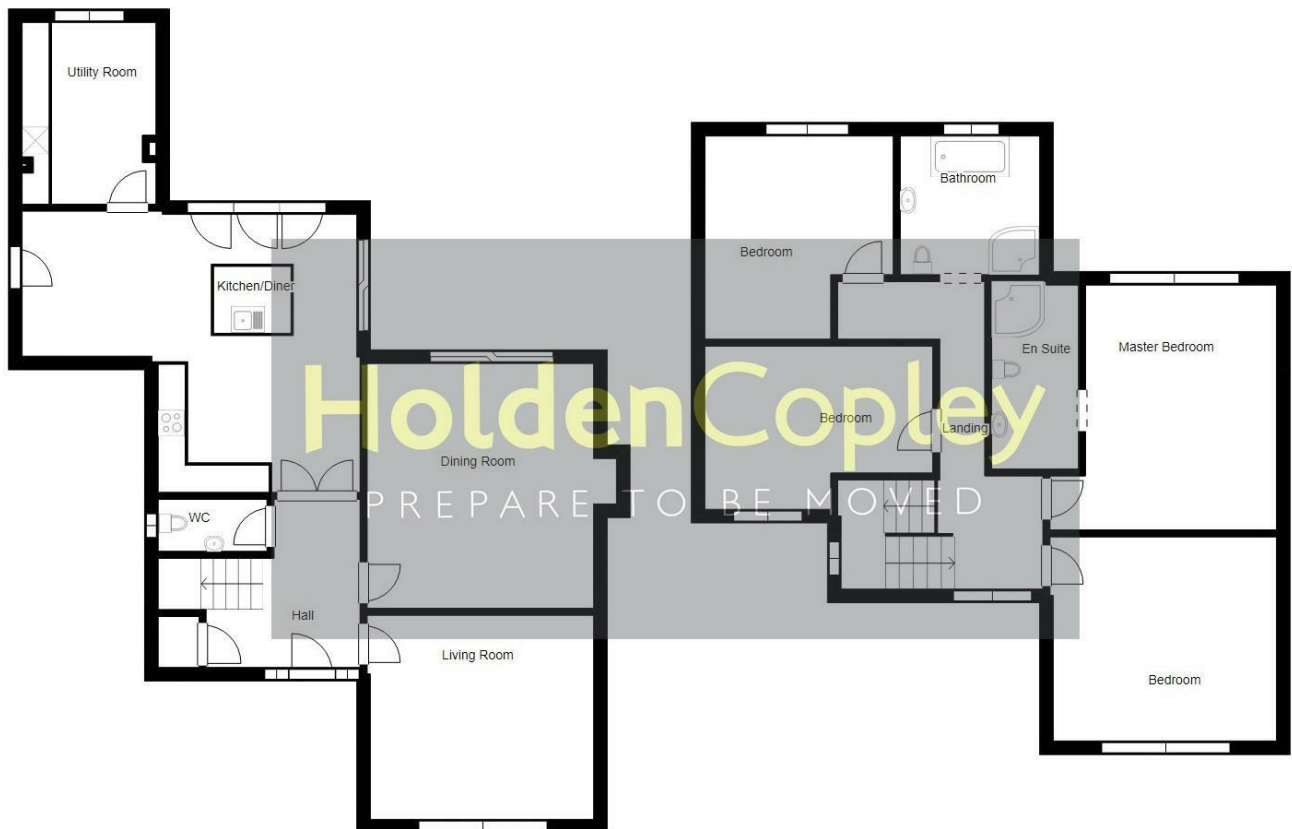 Utility Room
Kitchen/Diner
WC
Hall
Dining Room
Living Room
Bedroom
Bathroom
Bedroom
Landing
En Suite
Master Bedroom
Bedroom
HoldenCopley
PREPARE TO BE MOVED